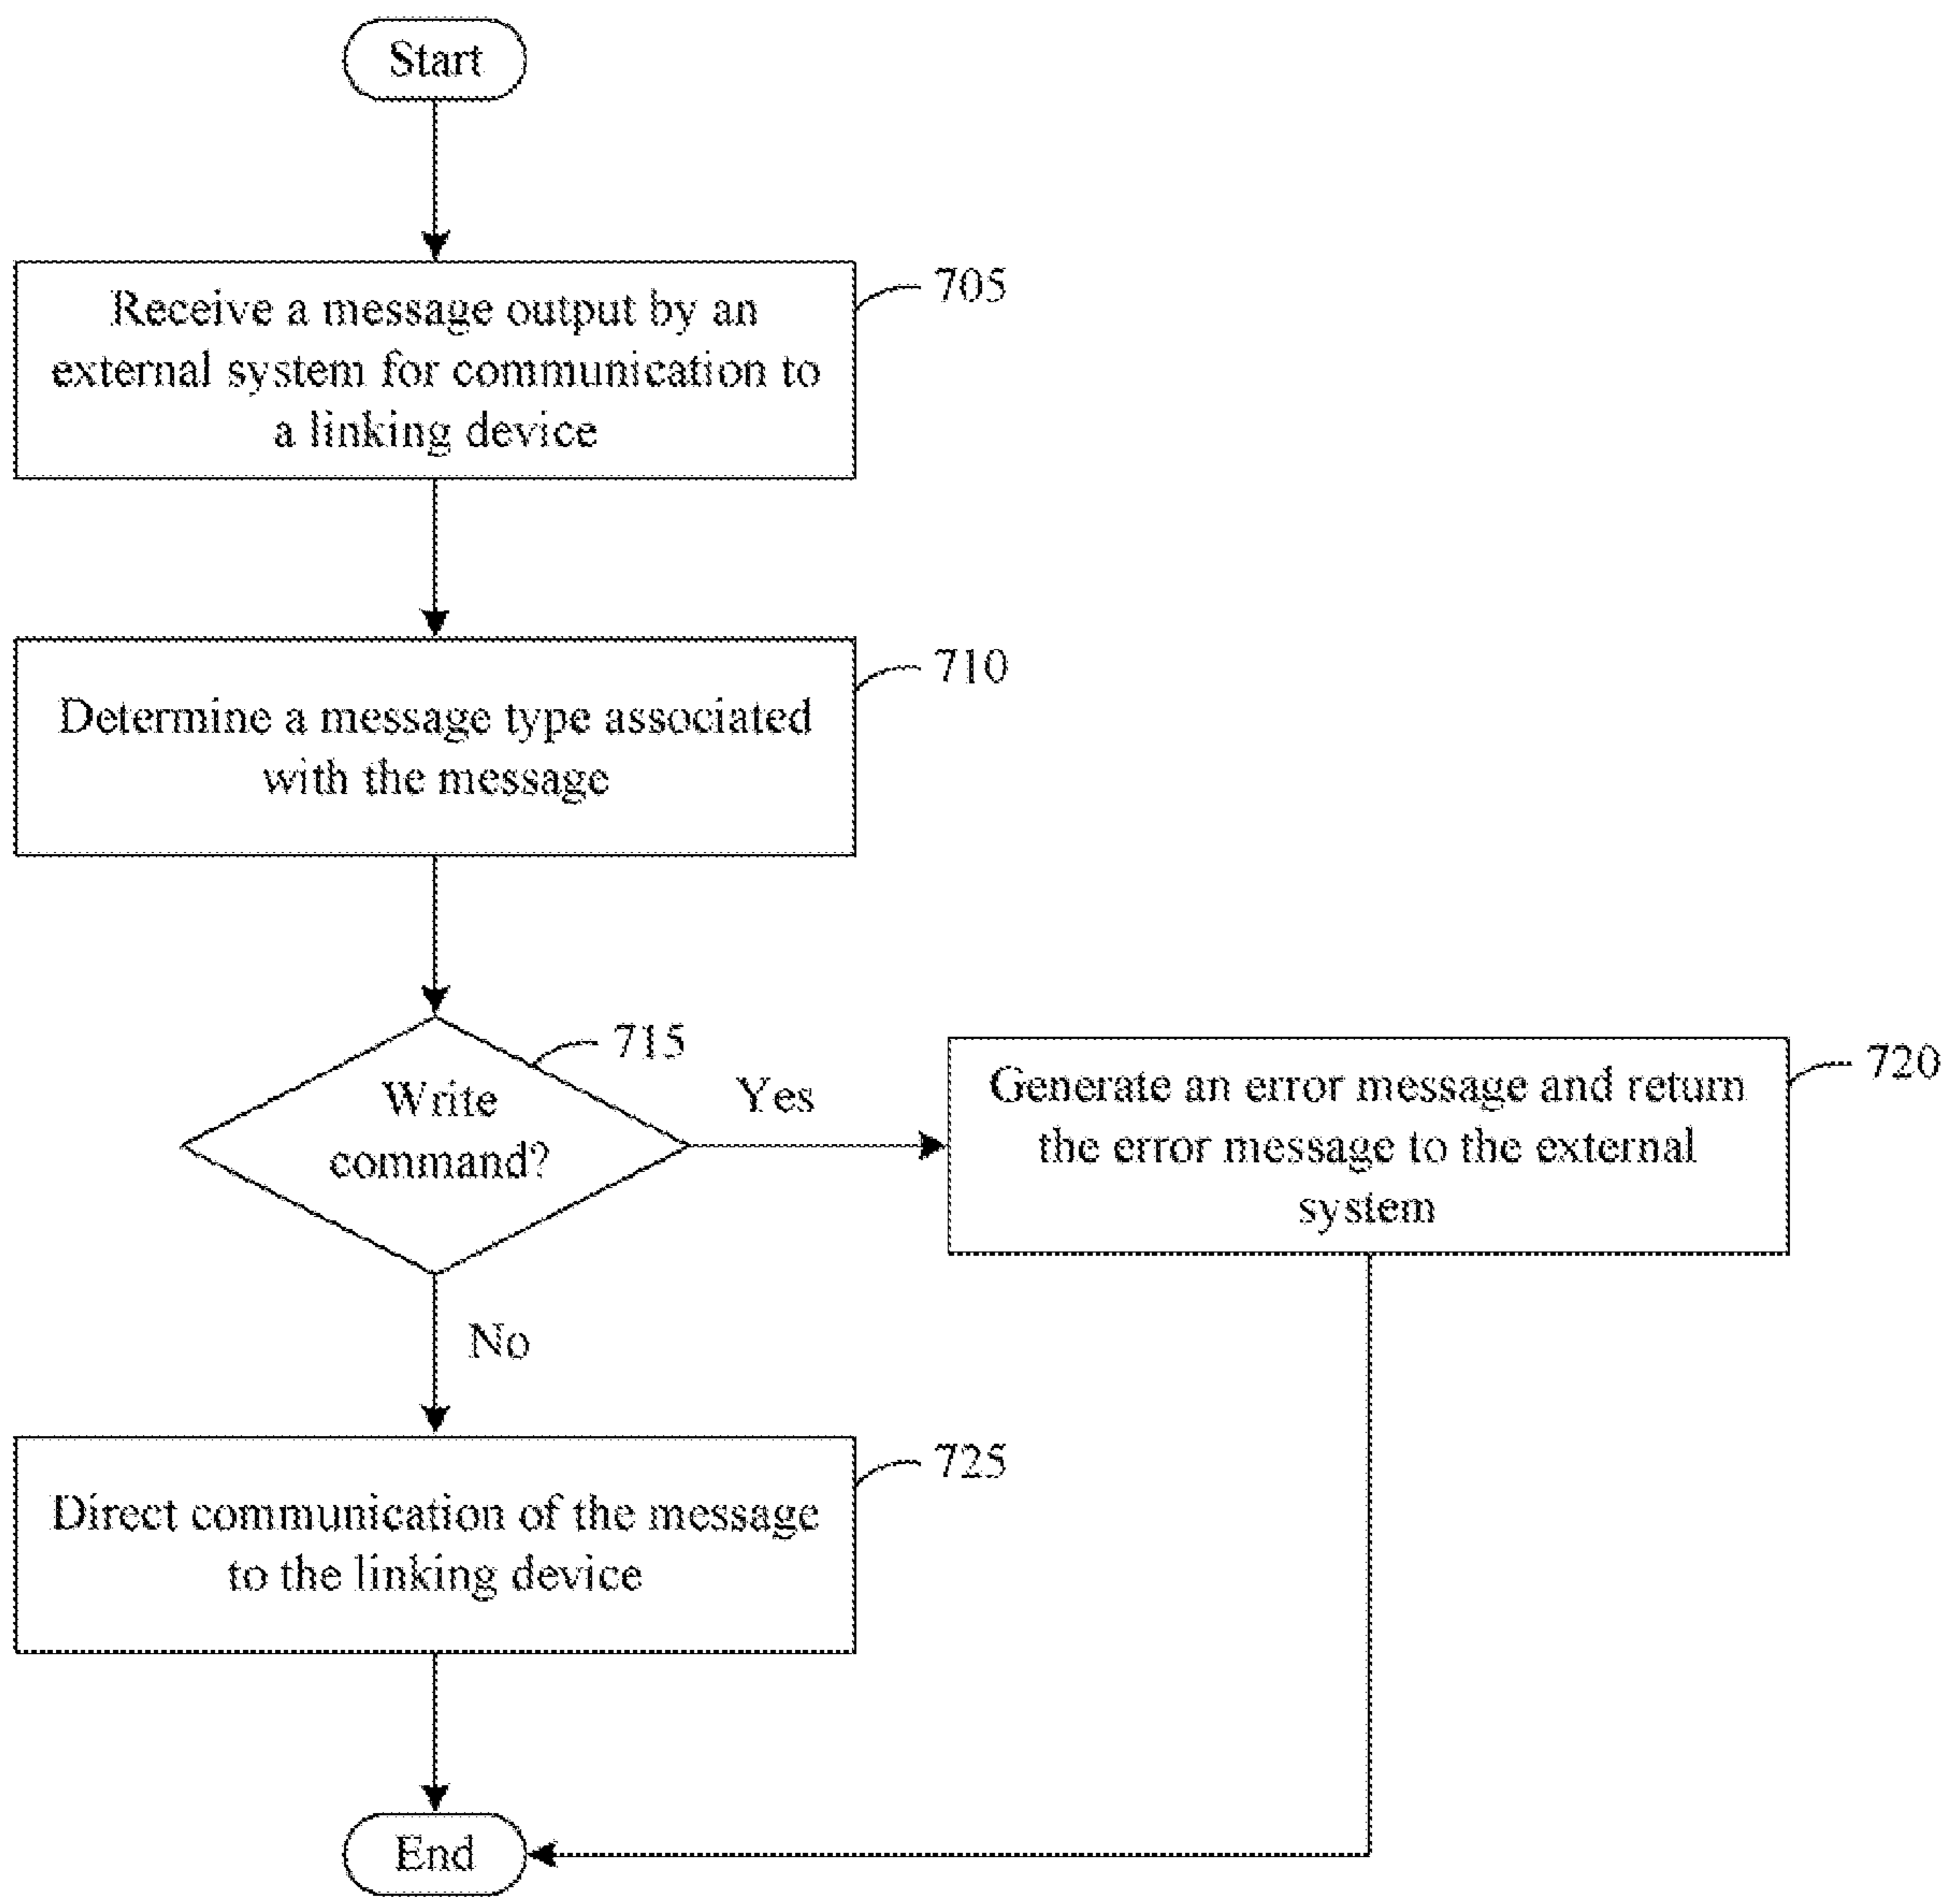 Start
Receive a message output by an
external system for communication to
a linking device
705
Determine a message type associated
with the message
710
Write
command?
715
Yes
Generate an error message and return
the error message to the external
system
720
No
Direct communication of the message
to the linking device
725
End